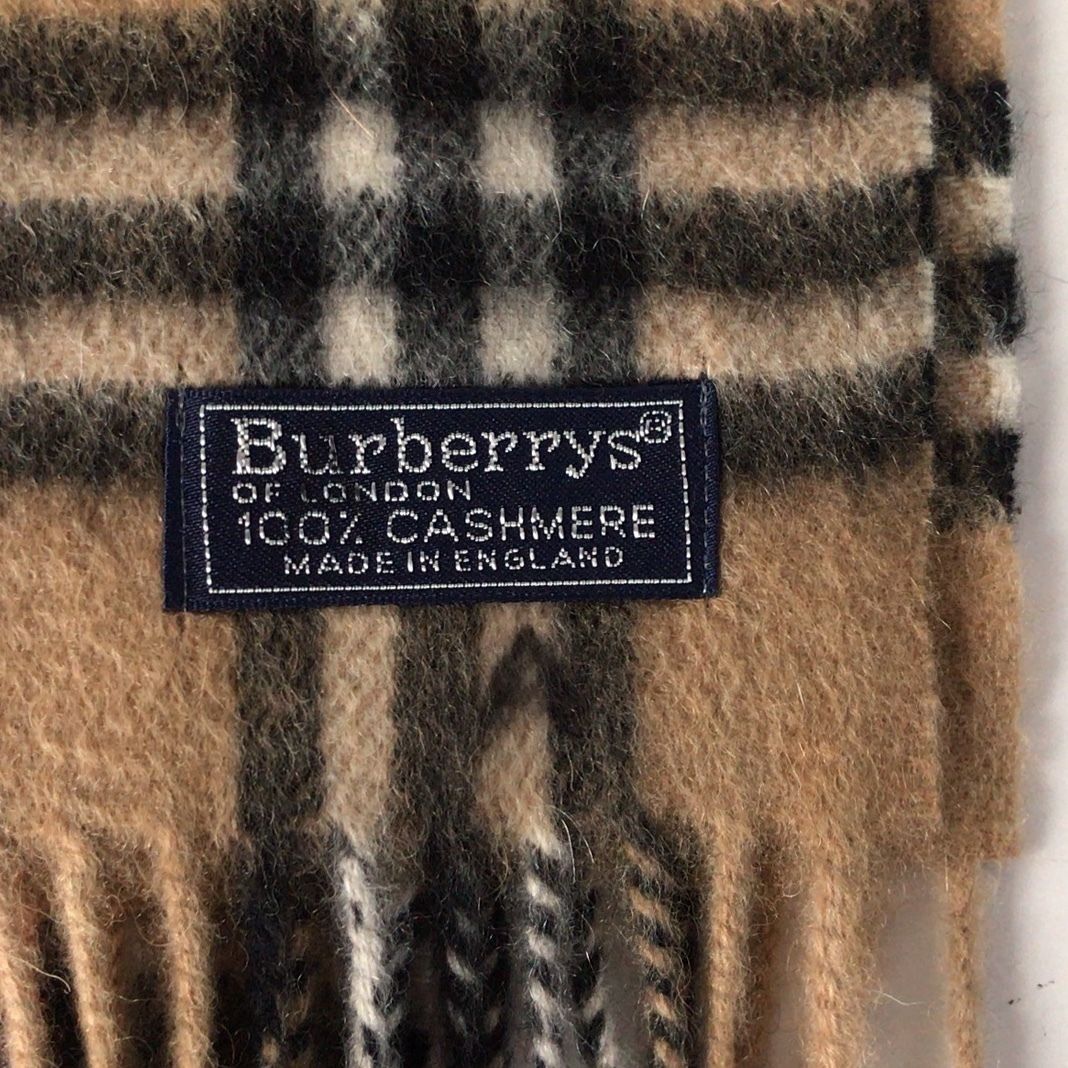 Burberrys®
OF LONDON
100% CASHMERE
MADE IN ENGLAND